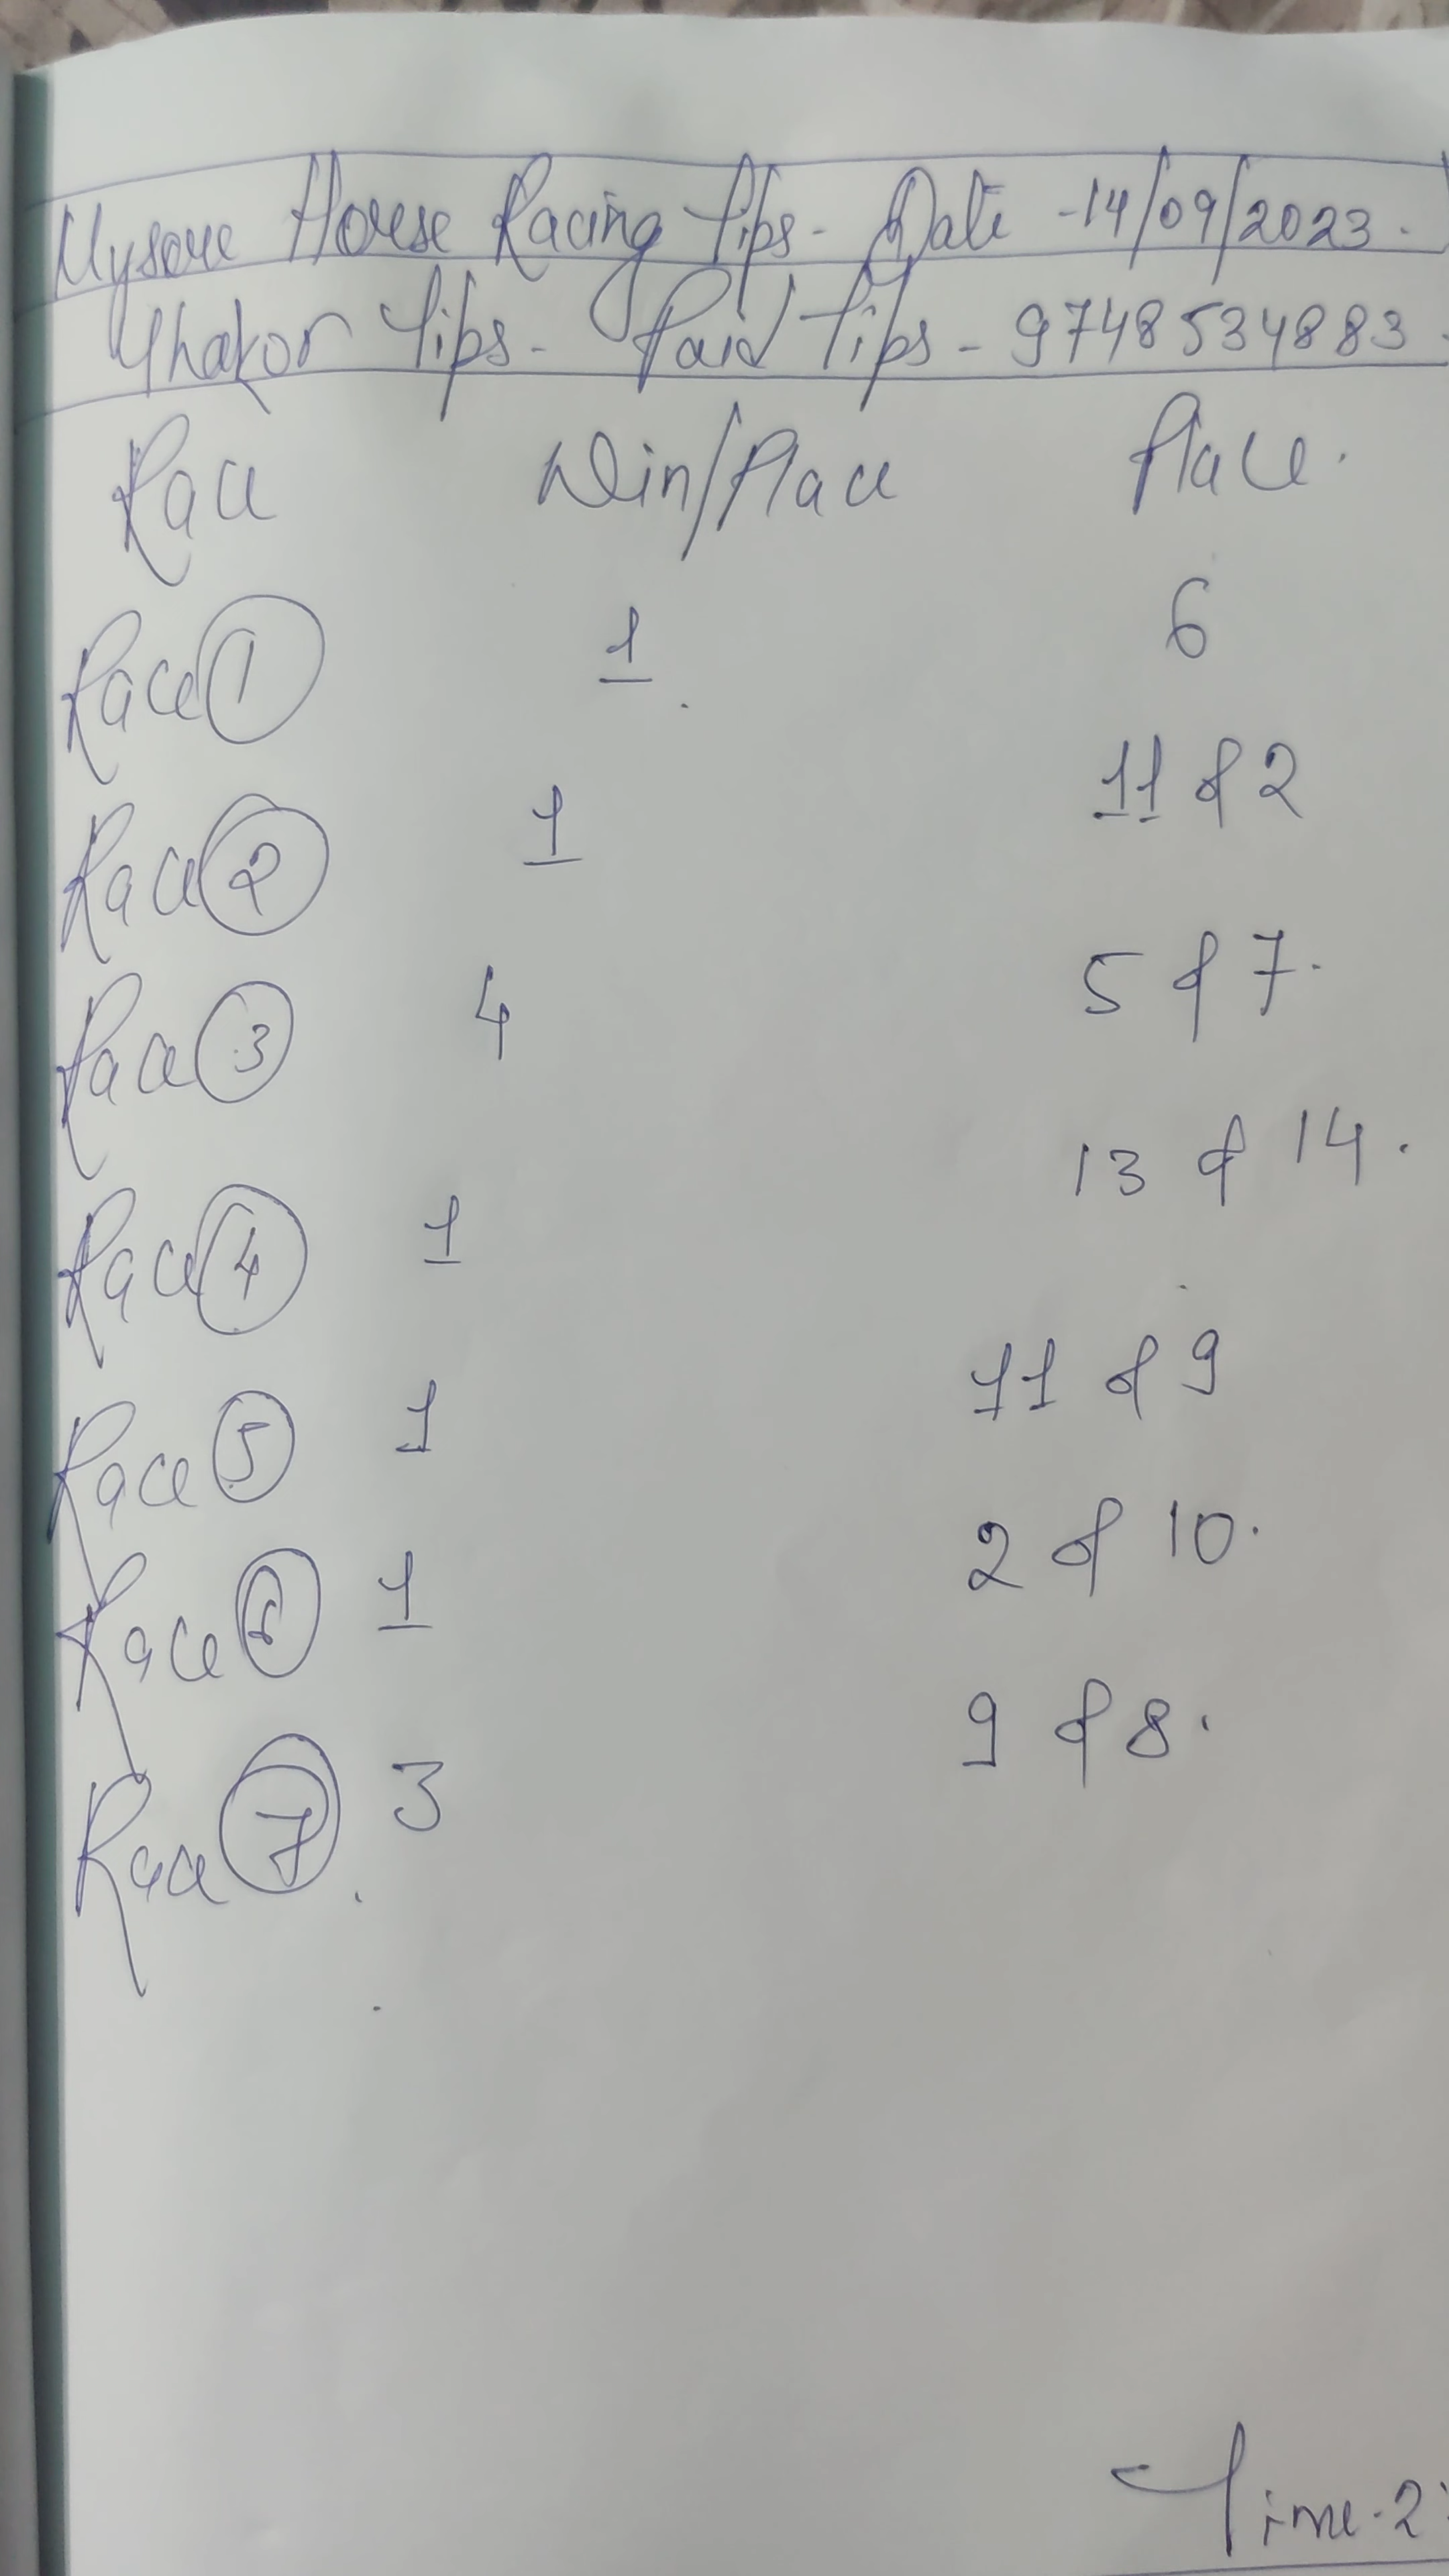 Mysore Horse Racing Tips - Date - 14/09/2023.
Thakor Tips - Paid Tips - 9748534883.
Race Win/Place Place.
Race 1 1 6
Race 2 1 11 & 2
Race 3 4 5 & 7.
Race 4 1 13 & 14.
Race 5 1 11 & 9
Race 6 1 2 & 10.
Race 7 3 9 & 8.
Time - 2: